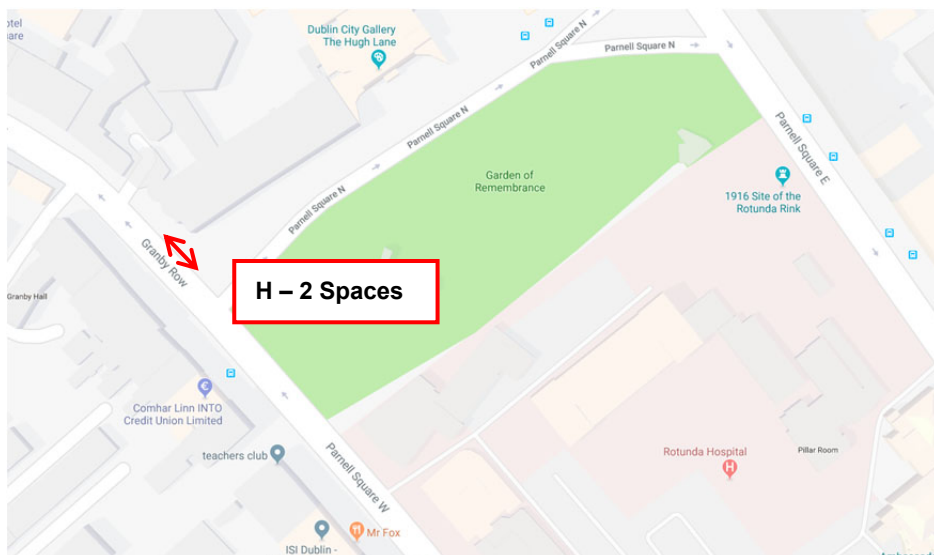 otel
uare
Dublin City Gallery
The Hugh Lane
Parnell Square N
Parnell Square N
Parnell Square N
Parnell Square N
Garden of
Remembrance
Parnell Square E
1916 Site of the
Rotunda Rink
Granby Row
H – 2 Spaces
Granby Hall
€
Comhar Linn INTO
Credit Union Limited
teachers club
Parnell Square W
Rotunda Hospital
H
Pillar Room
Mr Fox
ISI Dublin -